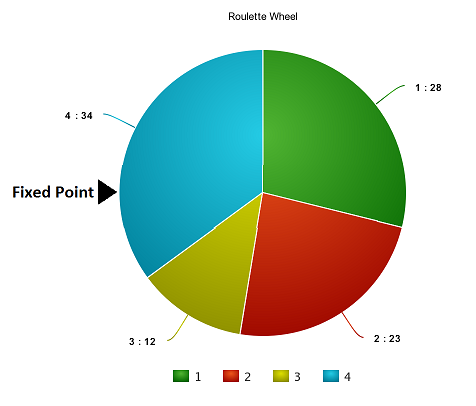 Roulette Wheel
1 : 28
4 : 34
Fixed Point
3 : 12
2 : 23
1 2 3 4